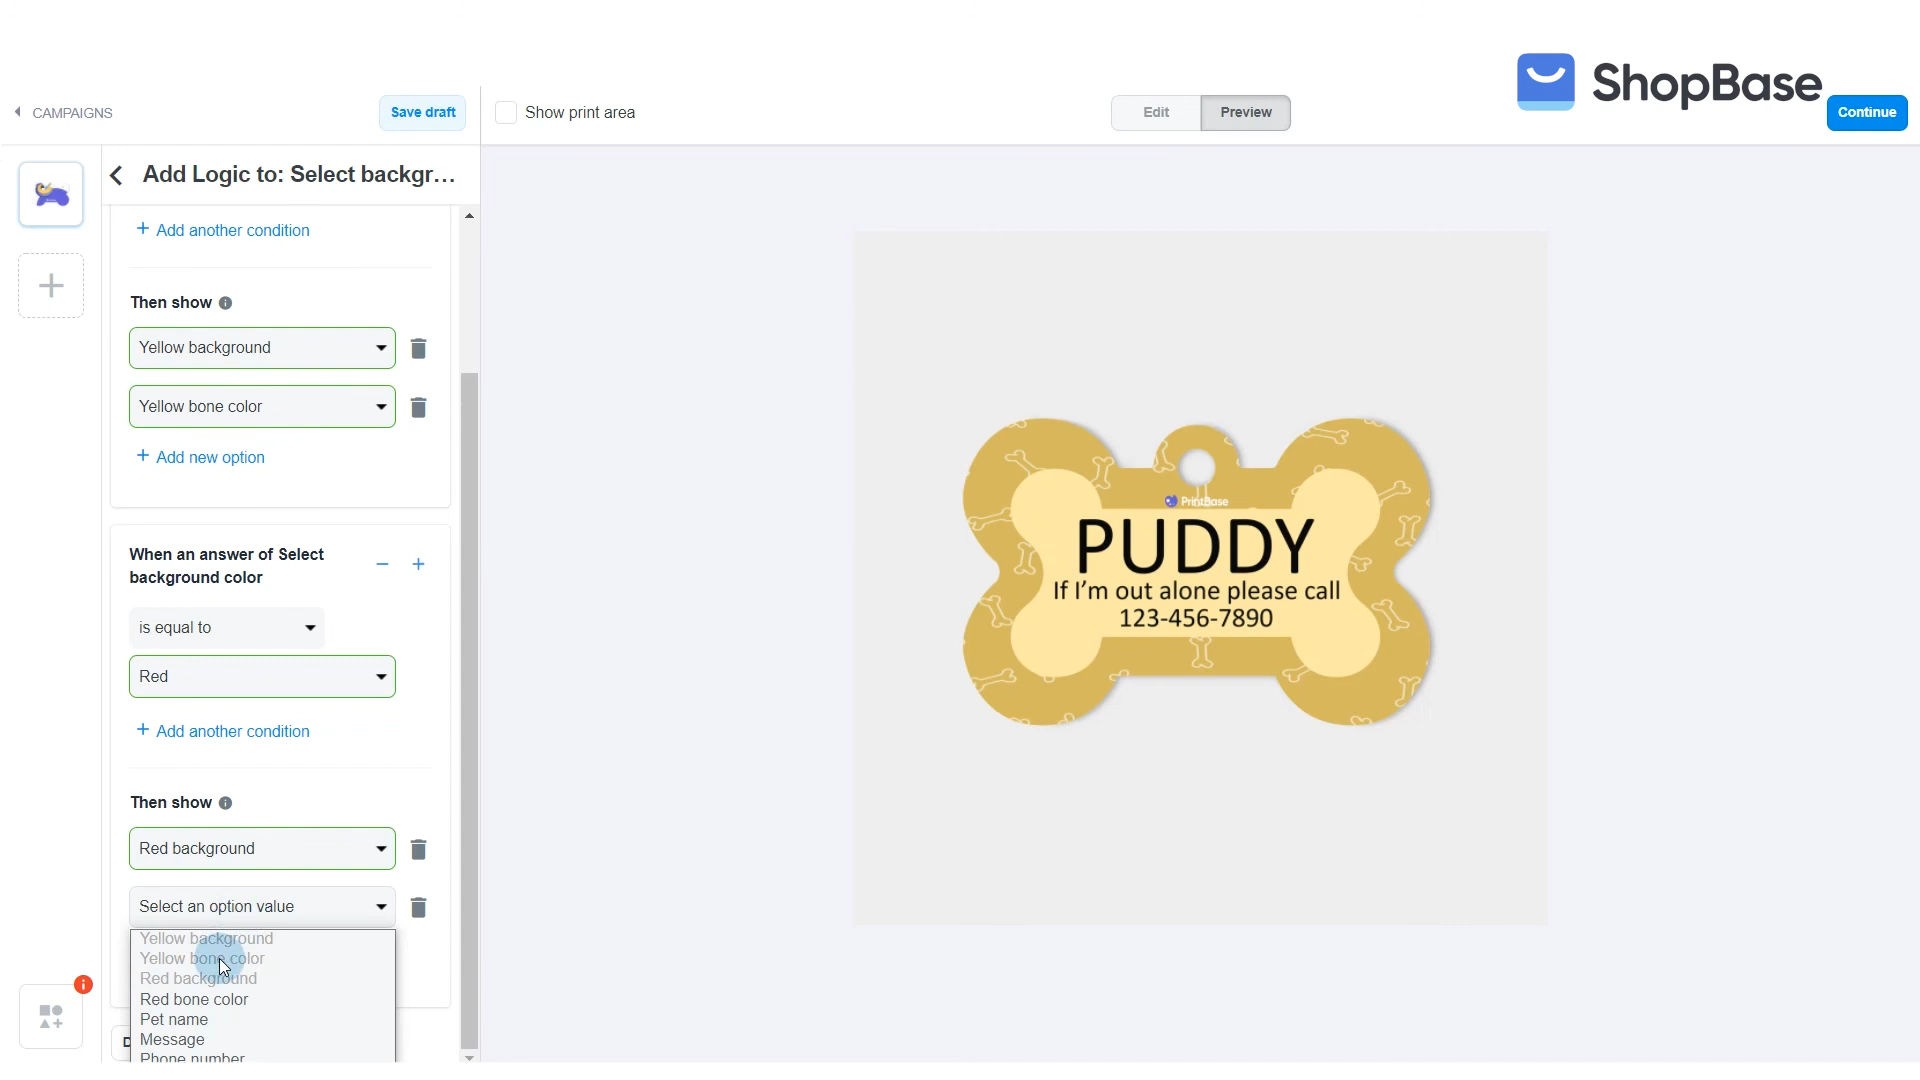 ShopBase
CAMPAIGNS
Save draft
Show print area
Edit
Preview
Continue
Add Logic to: Select backgr...
+ Add another condition
Then show
Yellow background
Yellow bone color
+ Add new option
When an answer of Select
background color
is equal to
Red
+ Add another condition
Then show
Red background
Select an option value
Yellow background
Yellow bone color
Red background
Red bone color
Pet name
Message
Phone number
D
PrintBase
PUDDY
If I'm out alone please call
123-456-7890